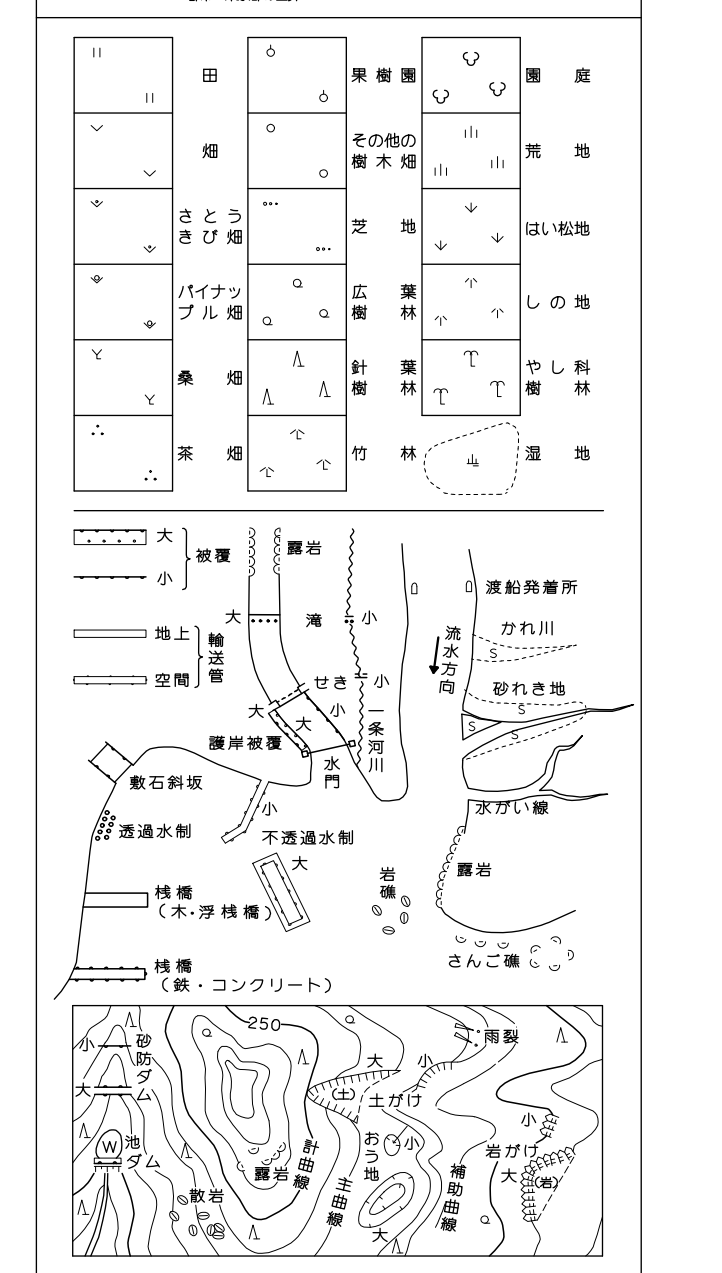 田
畑
さとう
きび畑
パイナッ
プル畑
桑畑
茶畑
果樹園
その他の
樹木畑
芝地
広葉
樹林
針葉
樹林
竹林
園庭
荒地
はい松地
しの地
やし科
樹林
湿地
大
小
被覆
地上
空間
輸送管
露岩
大
滝
小
せき
小
大
大
小
護岸被覆
水門
一条河川
渡船発着所
流水方向
かれ川
S
砂れき地
S
S
S
水がい線
露岩
さんご礁
敷石斜坂
透過水制
小
不透過水制
大
岩礁
桟橋
(木・浮桟橋)
桟橋
(鉄・コンクリート)
小
大
砂防ダム
W
池
ダム
250
露岩
散岩
計曲線
主曲線
補助曲線
大
小
(土)
土がけ
おう地
小
大
雨裂
小
岩がけ
大
(岩)